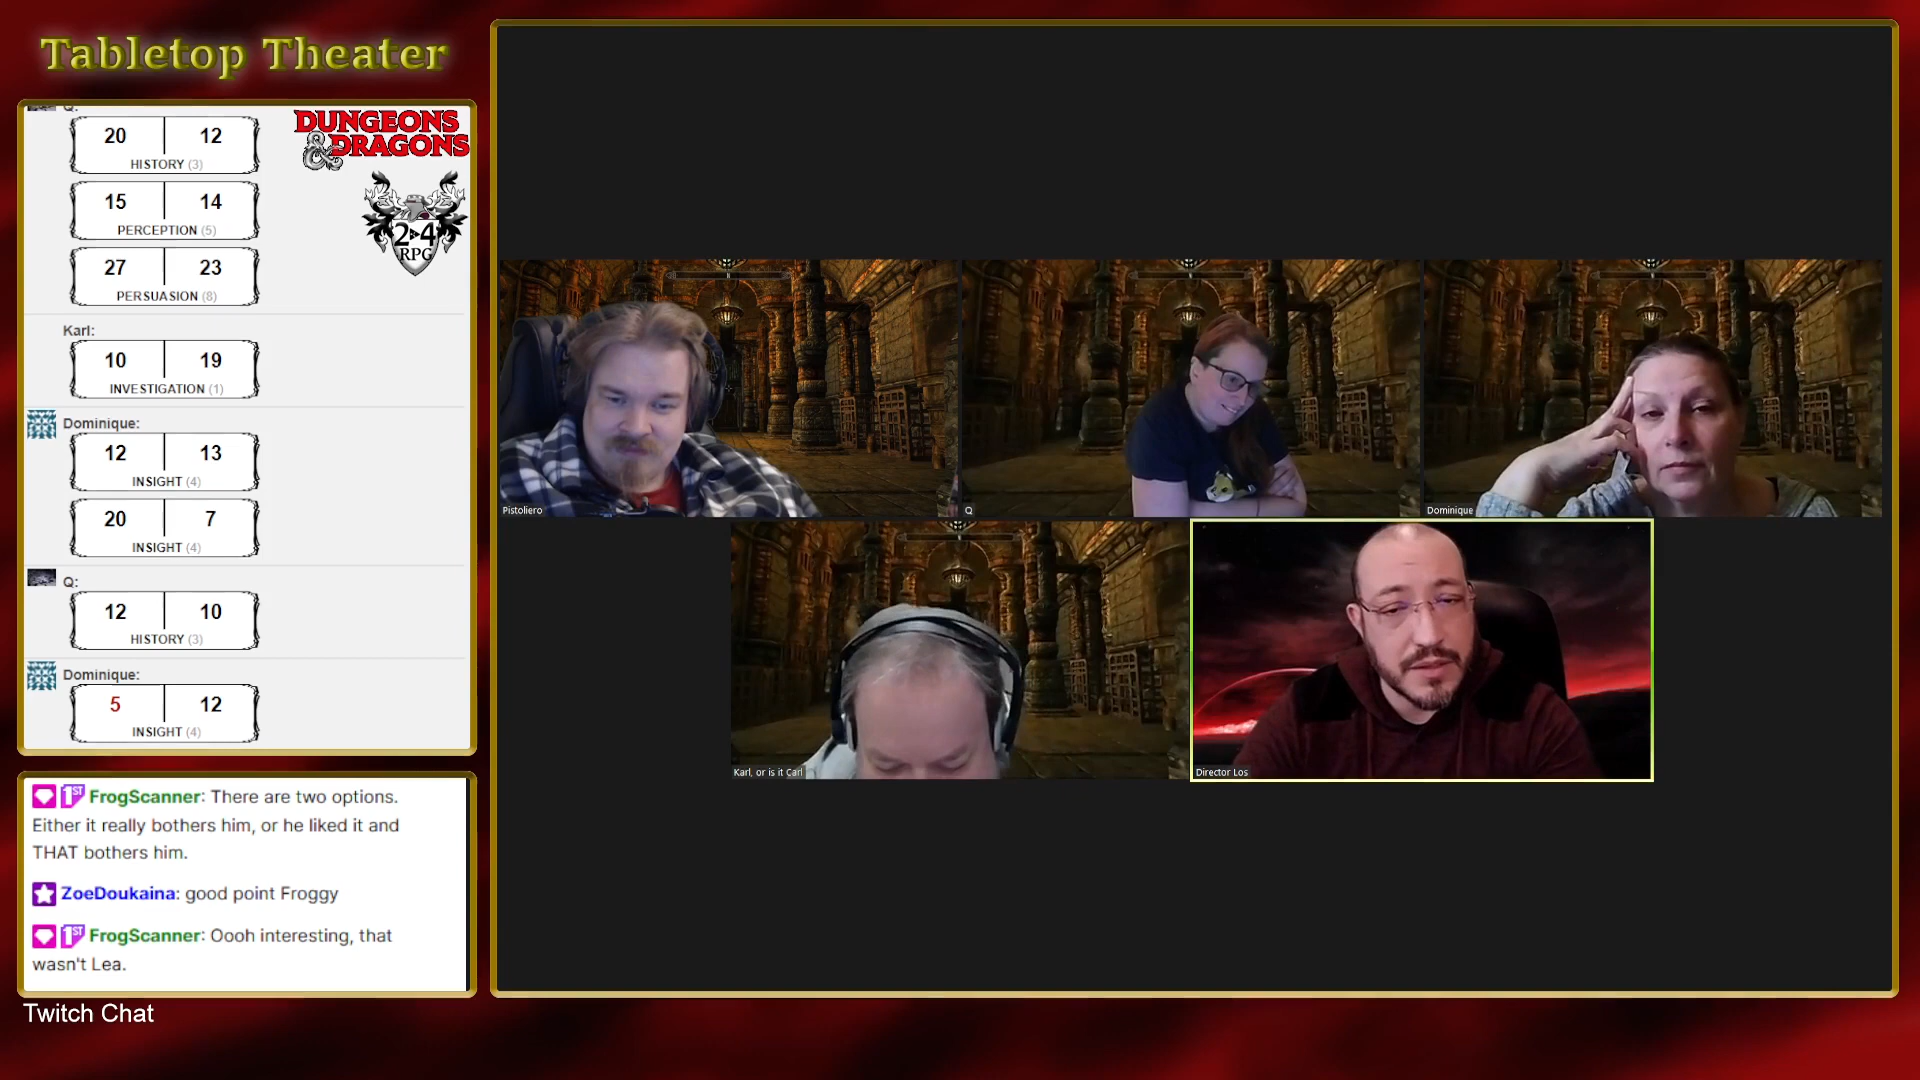 Tabletop Theater
Q:
20 12
HISTORY (3)
15 14
PERCEPTION (5)
27 23
PERSUASION (8)
Karl:
10 19
INVESTIGATION (1)
Dominique:
12 13
INSIGHT (4)
20 7
INSIGHT (4)
Q:
12 10
HISTORY (3)
Dominique:
5 12
INSIGHT (4)
DUNGEONS
& DRAGONS
2 4
RPG
1ST FrogScanner: There are two options.
Either it really bothers him, or he liked it and
THAT bothers him.
ZoeDoukaina: good point Froggy
1ST FrogScanner: Oooh interesting, that
wasn't Lea.
Twitch Chat
Pistoliero
Q
Dominique
Karl, or is it Carl
Director Los